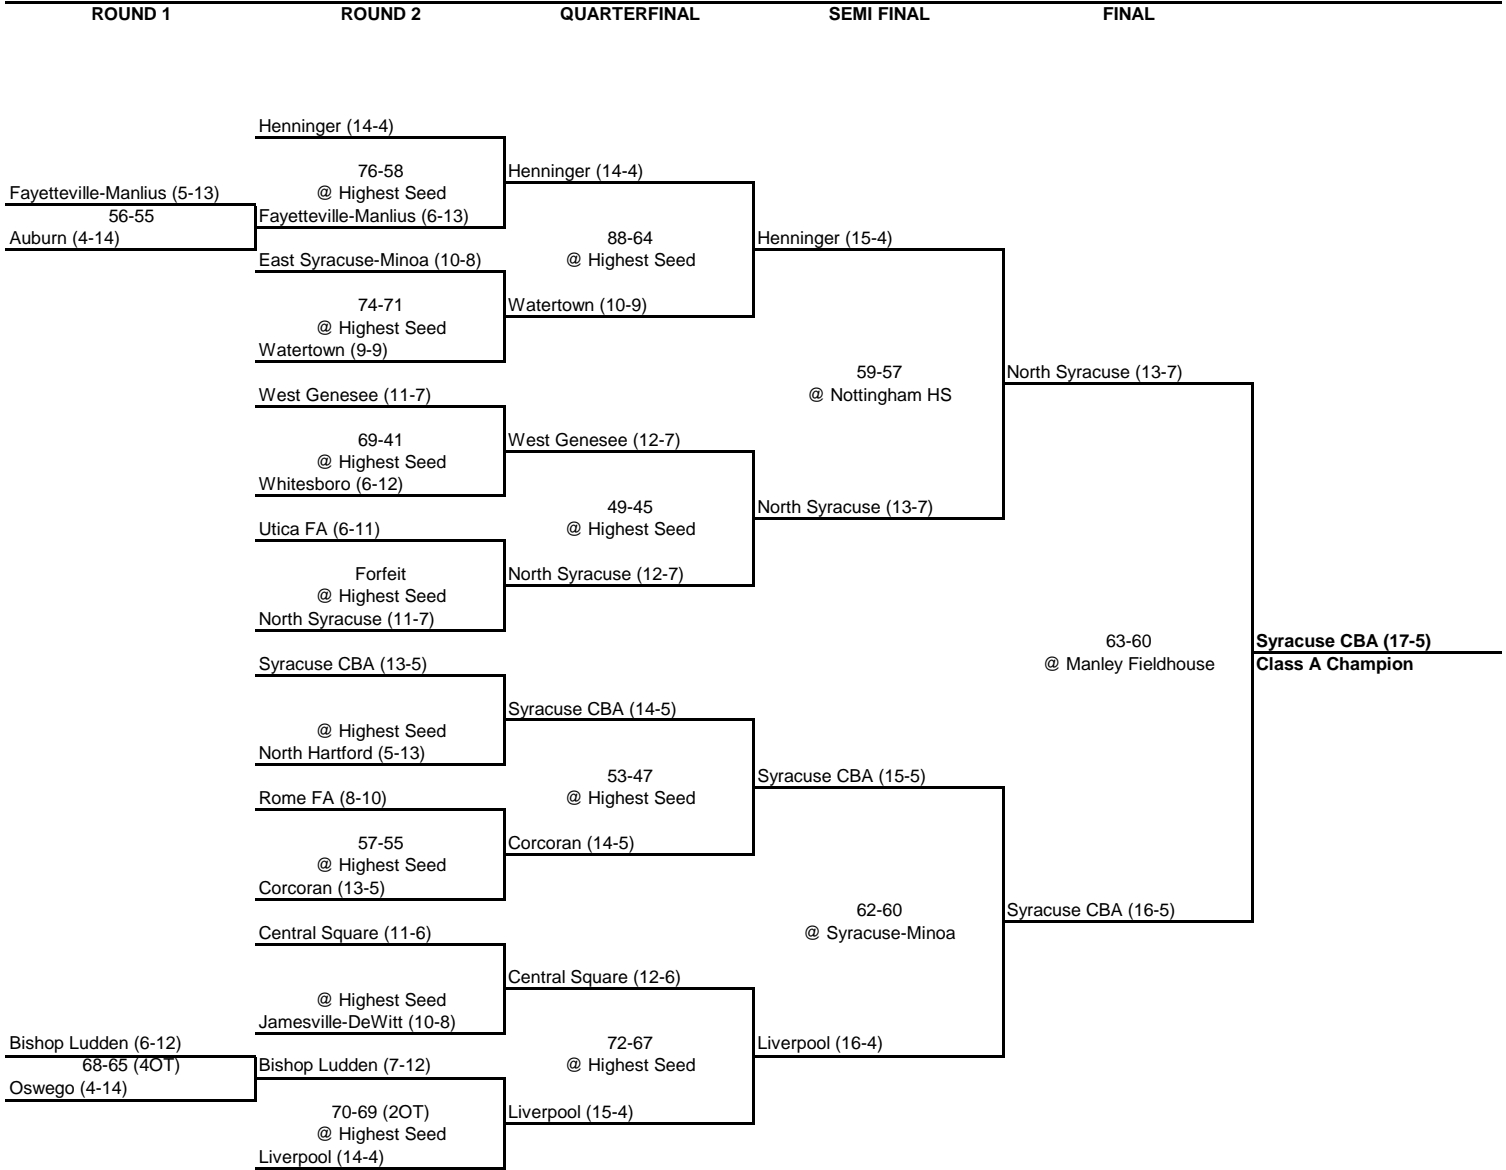 ROUND 1 ROUND 2 QUARTERFINAL SEMI FINAL FINAL
Henninger (14-4)
76-58 Henninger (14-4)
Fayetteville-Manlius (5-13) @ Highest Seed
56-55 Fayetteville-Manlius (6-13)
Auburn (4-14) 88-64 Henninger (15-4)
East Syracuse-Minoa (10-8) @ Highest Seed
74-71 Watertown (10-9)
@ Highest Seed
Watertown (9-9)
59-57 North Syracuse (13-7)
West Genesee (11-7) @ Nottingham HS
69-41 West Genesee (12-7)
@ Highest Seed
Whitesboro (6-12)
49-45 North Syracuse (13-7)
Utica FA (6-11) @ Highest Seed
Forfeit North Syracuse (12-7)
@ Highest Seed
North Syracuse (11-7)
63-60 Syracuse CBA (17-5)
Syracuse CBA (13-5) @ Manley Fieldhouse Class A Champion
Syracuse CBA (14-5)
@ Highest Seed
North Hartford (5-13)
53-47 Syracuse CBA (15-5)
Rome FA (8-10) @ Highest Seed
57-55 Corcoran (14-5)
@ Highest Seed
Corcoran (13-5)
62-60 Syracuse CBA (16-5)
Central Square (11-6) @ Syracuse-Minoa
Central Square (12-6)
@ Highest Seed
Jamesville-DeWitt (10-8)
Bishop Ludden (6-12) 72-67 Liverpool (16-4)
68-65 (4OT) Bishop Ludden (7-12) @ Highest Seed
Oswego (4-14)
70-69 (2OT) Liverpool (15-4)
@ Highest Seed
Liverpool (14-4)